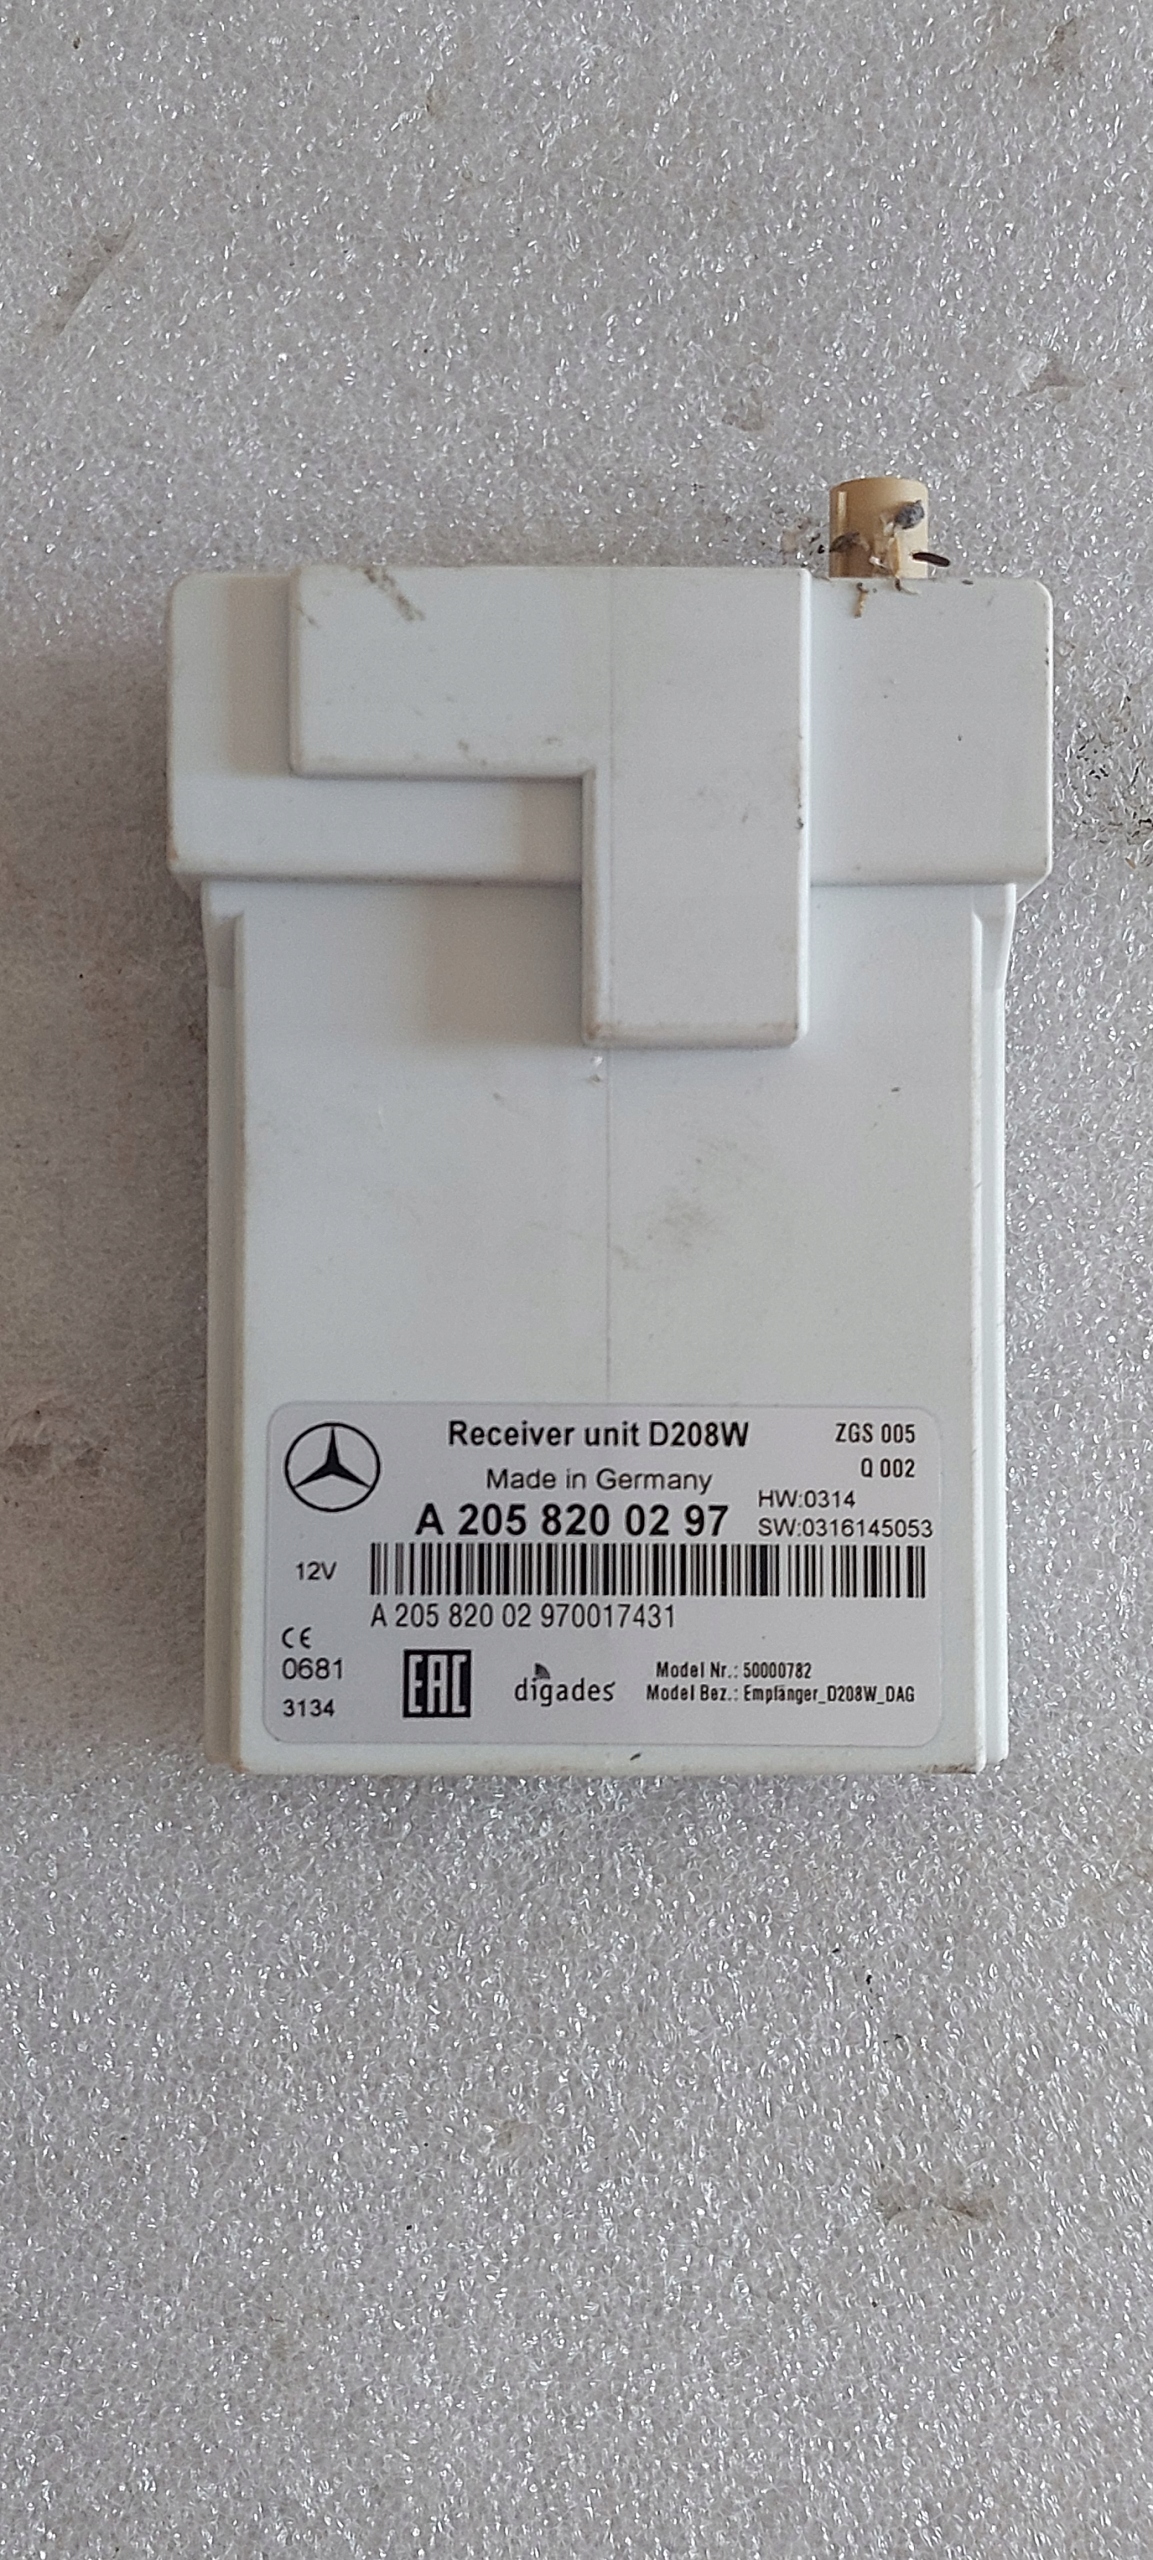 Receiver unit D208W
ZGS 005
Made in Germany
Q 002
A 205 820 02 97
HW:0314
SW:0316145053
12V
A 205 820 02 970017431
CE
0681
3134
EAC
digades
Model Nr.: 50000782
Model Bez.: Empfänger_D208W_DAG